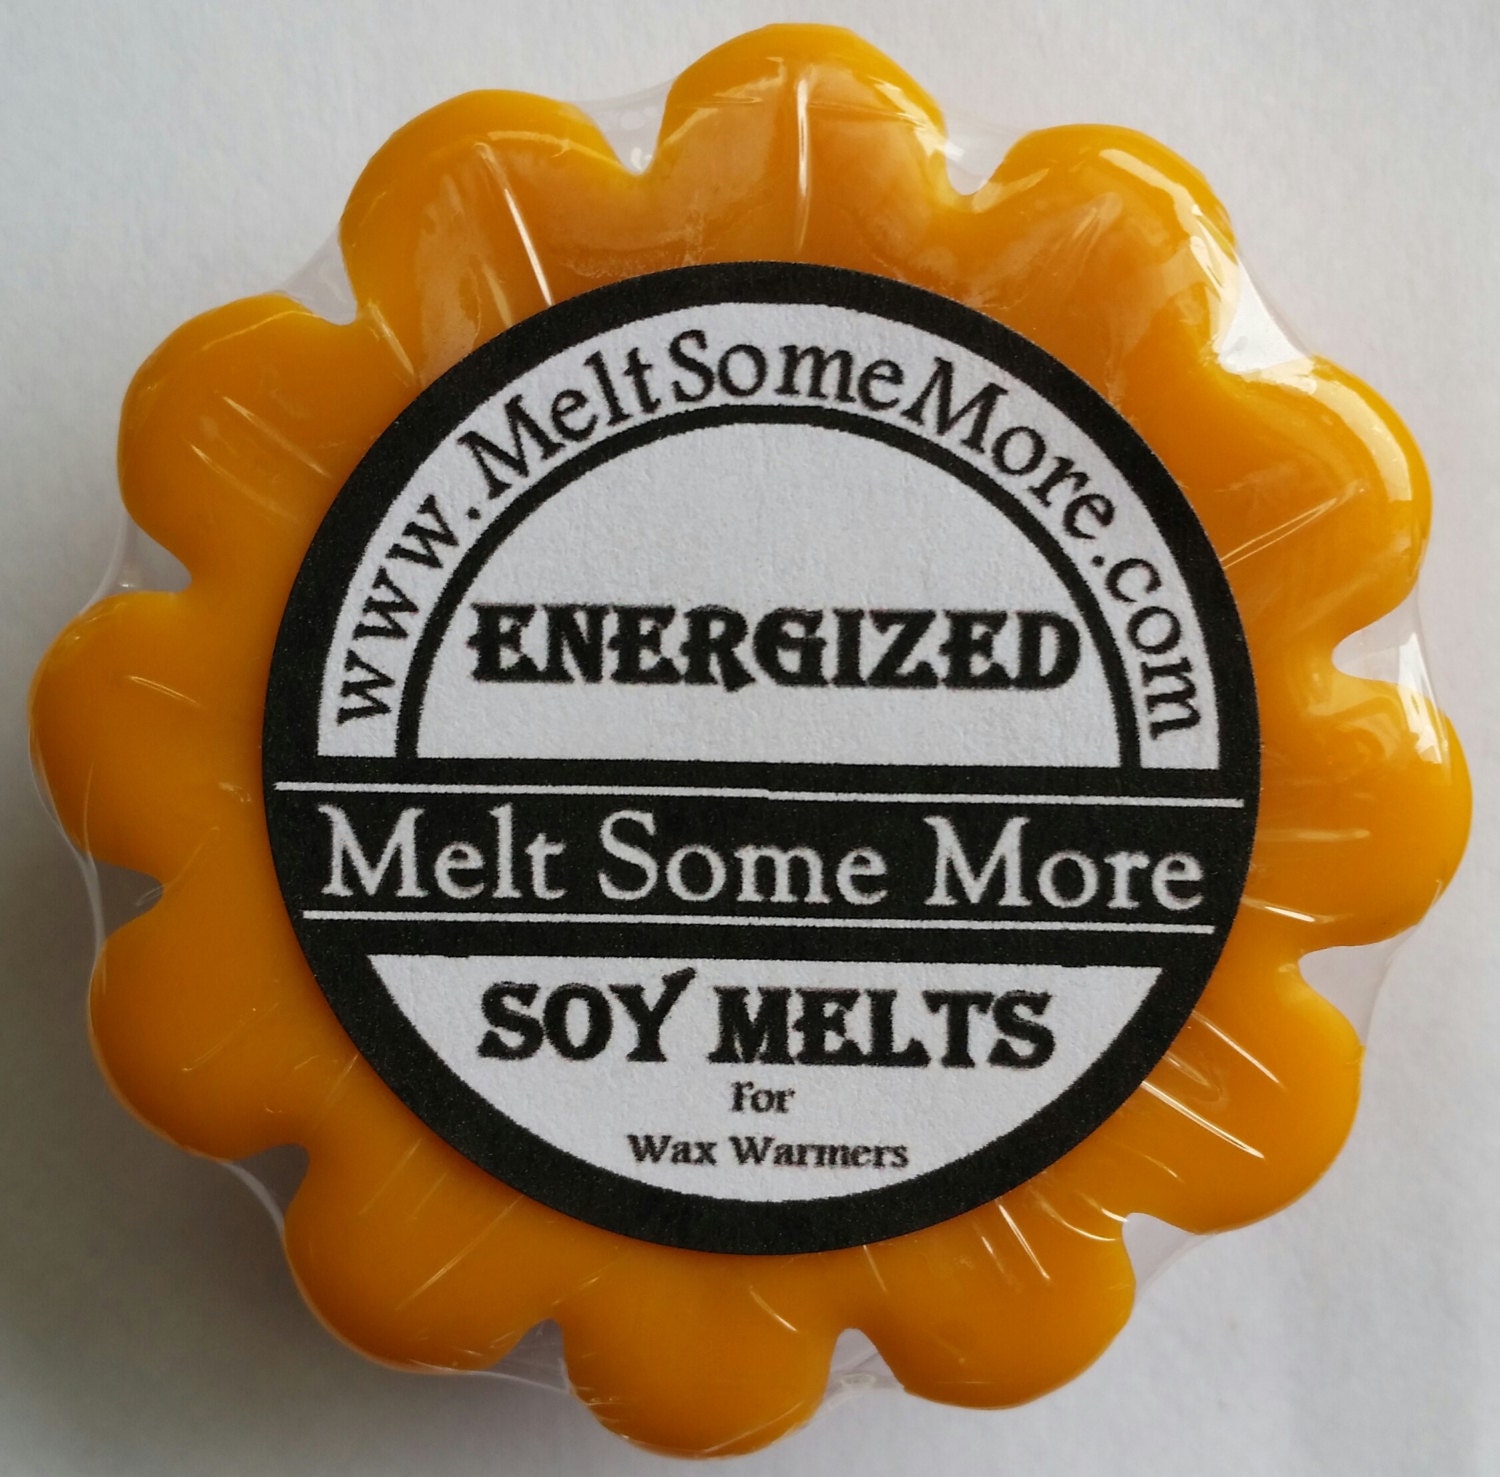 www.MeltSomeMore.com
ENERGIZED
Melt Some More
SOY MELTS
For
Wax Warmers